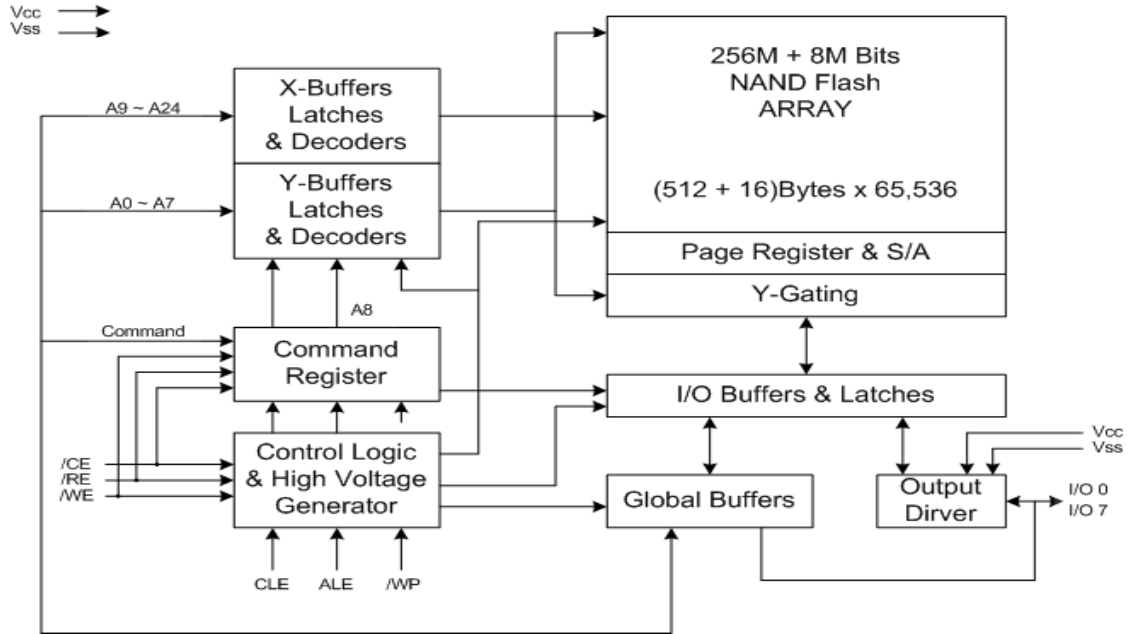 Vcc
Vss
X-Buffers
Latches
& Decoders
A9 ~ A24
Y-Buffers
Latches
& Decoders
A0 ~ A7
256M + 8M Bits
NAND Flash
ARRAY
(512 + 16)Bytes x 65,536
Page Register & S/A
Y-Gating
A8
Command
Command
Register
I/O Buffers & Latches
/CE
/RE
/WE
Control Logic
& High Voltage
Generator
Global Buffers
Output
Dirver
Vcc
Vss
I/O 0
I/O 7
CLE
ALE
/WP